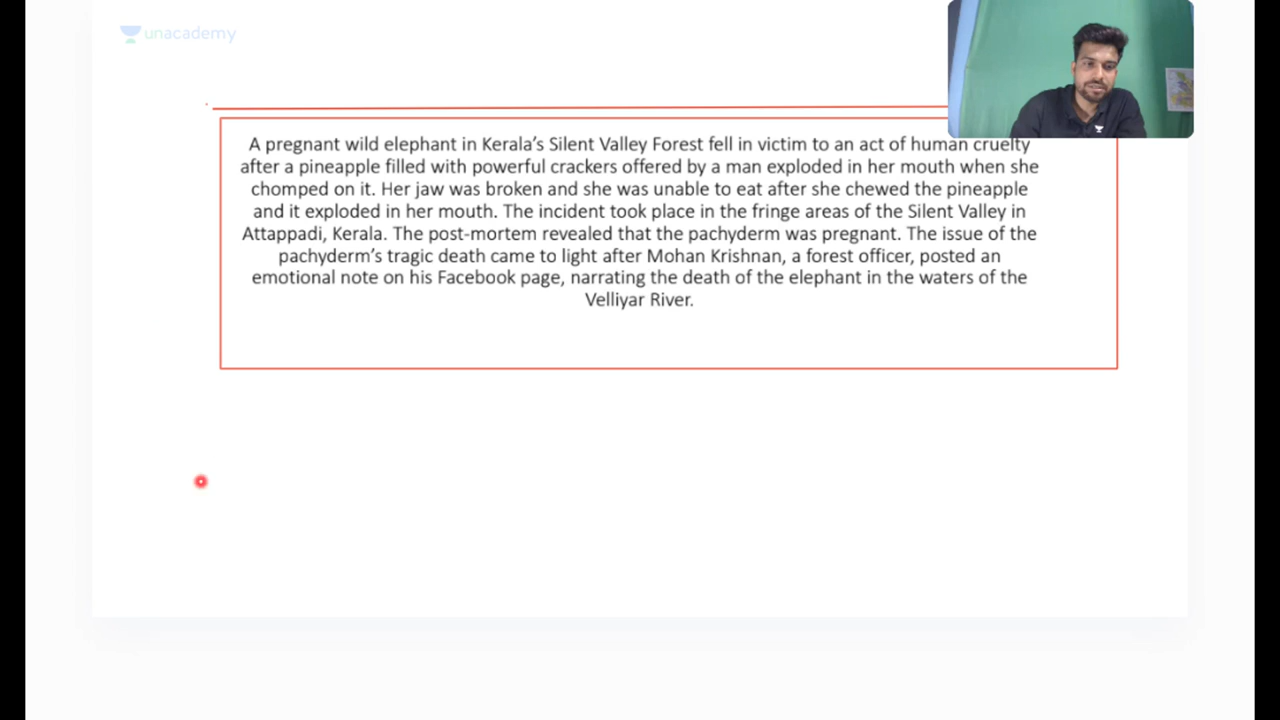 unacademy
A pregnant wild elephant in Kerala’s Silent Valley Forest fell in victim to an act of human cruelty
after a pineapple filled with powerful crackers offered by a man exploded in her mouth when she
chomped on it. Her jaw was broken and she was unable to eat after she chewed the pineapple
and it exploded in her mouth. The incident took place in the fringe areas of the Silent Valley in
Attappadi, Kerala. The post-mortem revealed that the pachyderm was pregnant. The issue of the
pachyderm’s tragic death came to light after Mohan Krishnan, a forest officer, posted an
emotional note on his Facebook page, narrating the death of the elephant in the waters of the
Velliyar River.